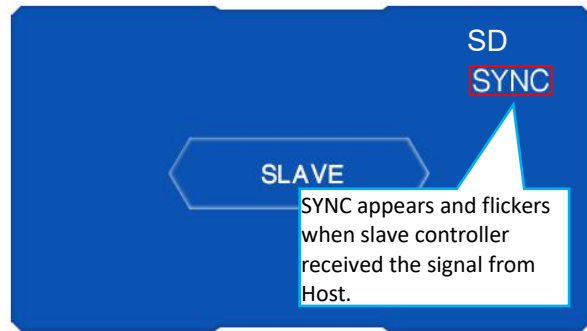 SD
SYNC
SLAVE
SYNC appears and flickers
when slave controller
received the signal from
Host.